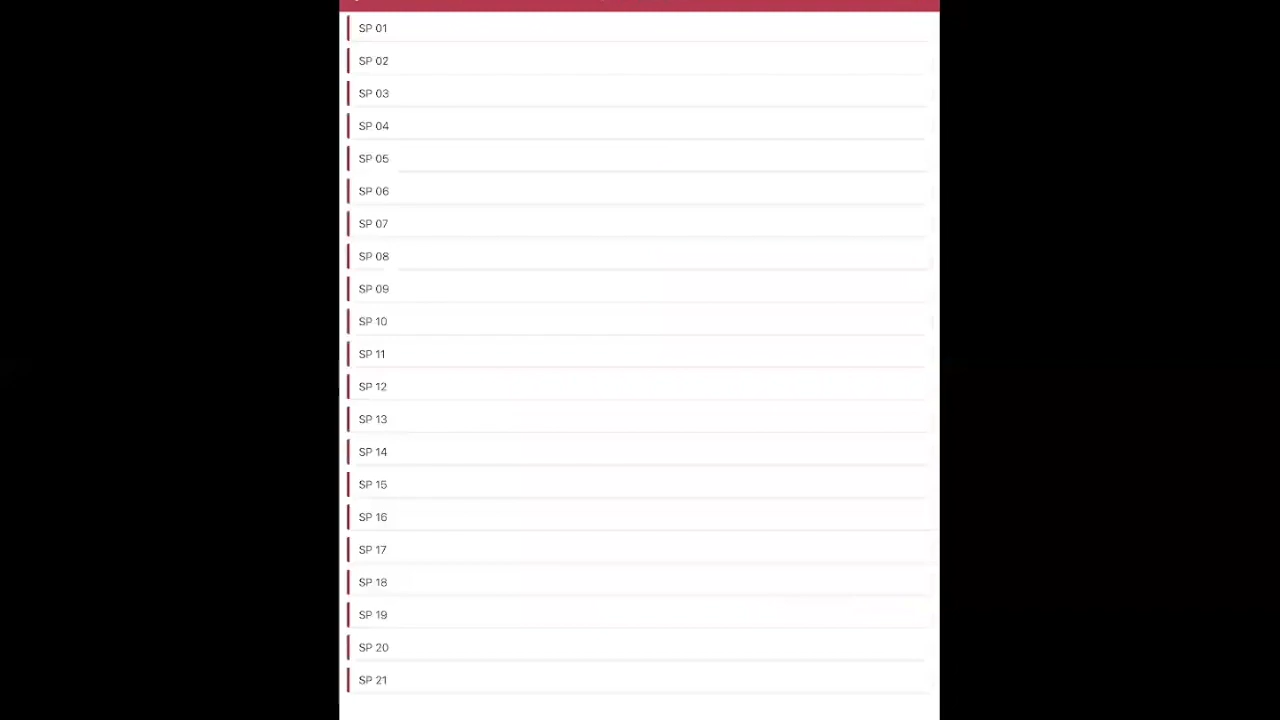 SP 01
SP 02
SP 03
SP 04
SP 05
SP 06
SP 07
SP 08
SP 09
SP 10
SP 11
SP 12
SP 13
SP 14
SP 15
SP 16
SP 17
SP 18
SP 19
SP 20
SP 21